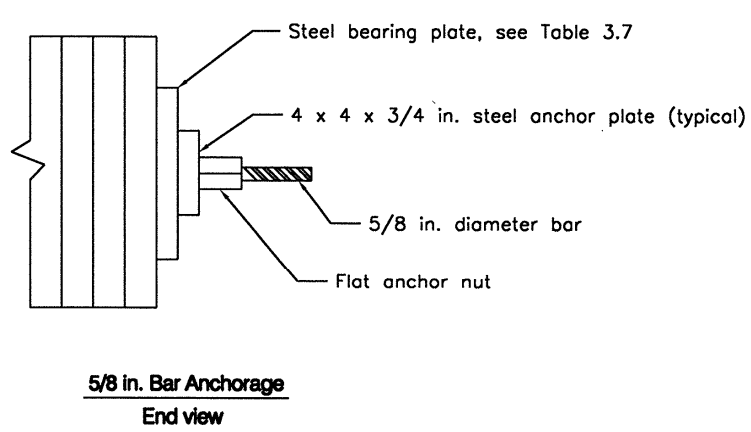 Steel bearing plate, see Table 3.7
4 x 4 x 3/4 in. steel anchor plate (typical)
5/8 in. diameter bar
Flat anchor nut
5/8 in. Bar Anchorage
End view